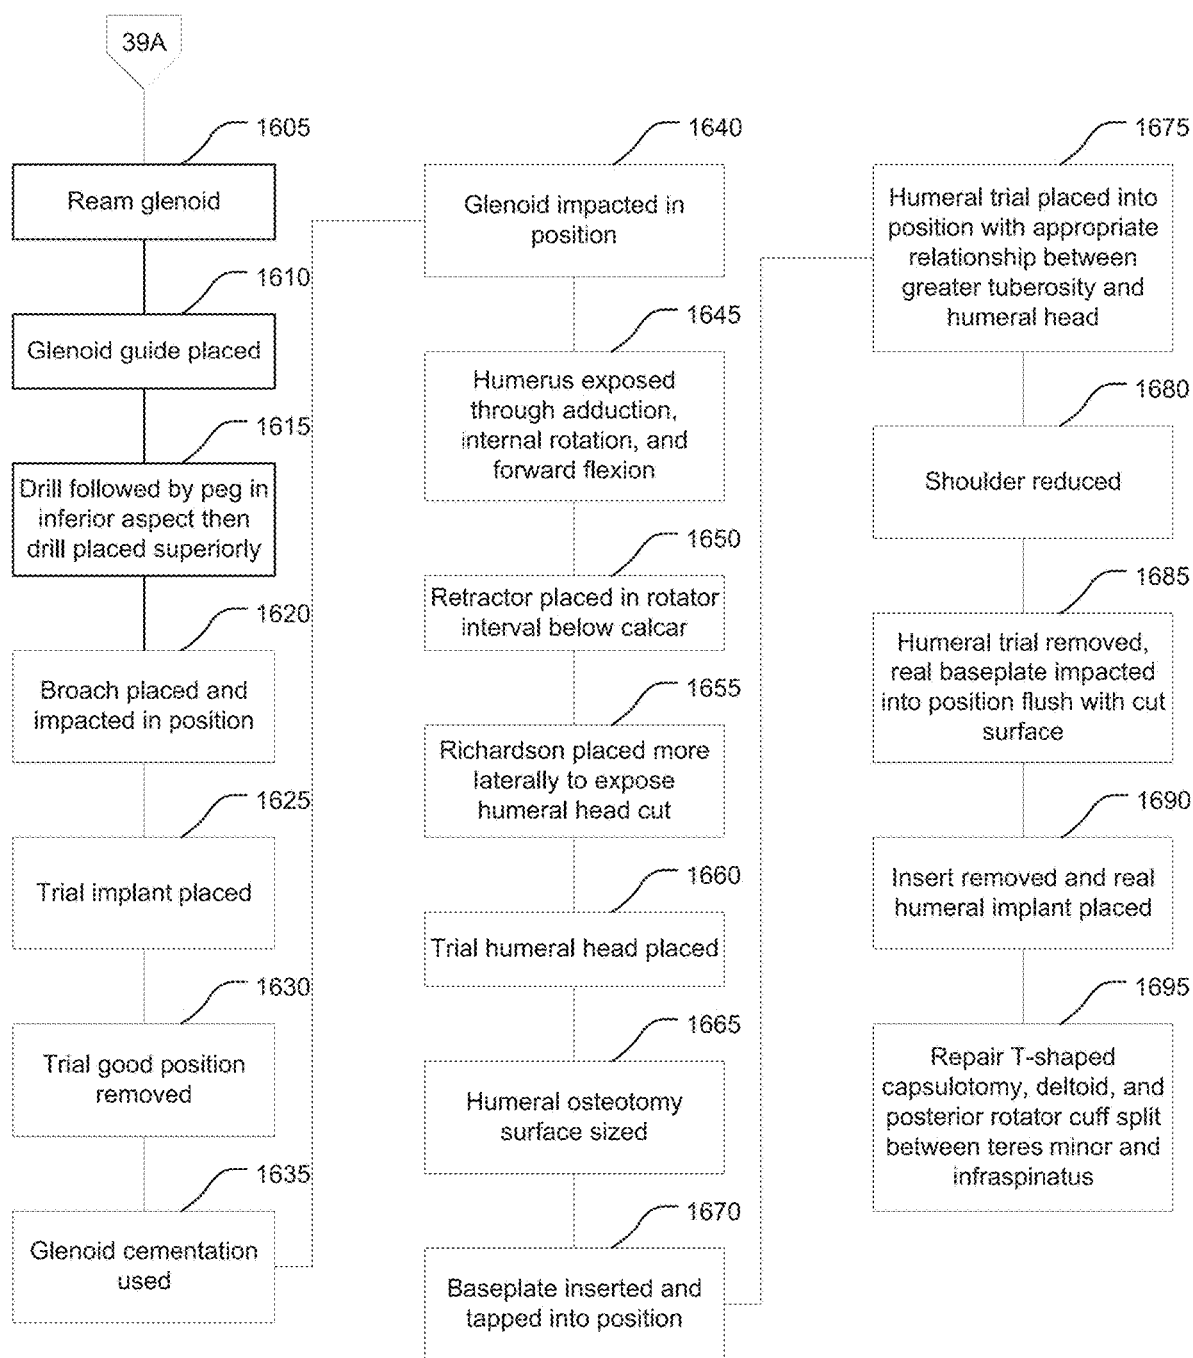 39A
1605
Ream glenoid
1610
Glenoid guide placed
1615
Drill followed by peg in
inferior aspect then
drill placed superiorly
1620
Broach placed and
impacted in position
1625
Trial implant placed
1630
Trial good position
removed
1635
Glenoid cementation
used
1640
Glenoid impacted in
position
1645
Humerus exposed
through adduction,
internal rotation, and
forward flexion
1650
Retractor placed in rotator
interval below calcar
1655
Richardson placed more
laterally to expose
humeral head cut
1660
Trial humeral head placed
1665
Humeral osteotomy
surface sized
1670
Baseplate inserted and
tapped into position
1675
Humeral trial placed into
position with appropriate
relationship between
greater tuberosity and
humeral head
1680
Shoulder reduced
1685
Humeral trial removed,
real baseplate impacted
into position flush with cut
surface
1690
Insert removed and real
humeral implant placed
1695
Repair T-shaped
capsulotomy, deltoid, and
posterior rotator cuff split
between teres minor and
infraspinatus